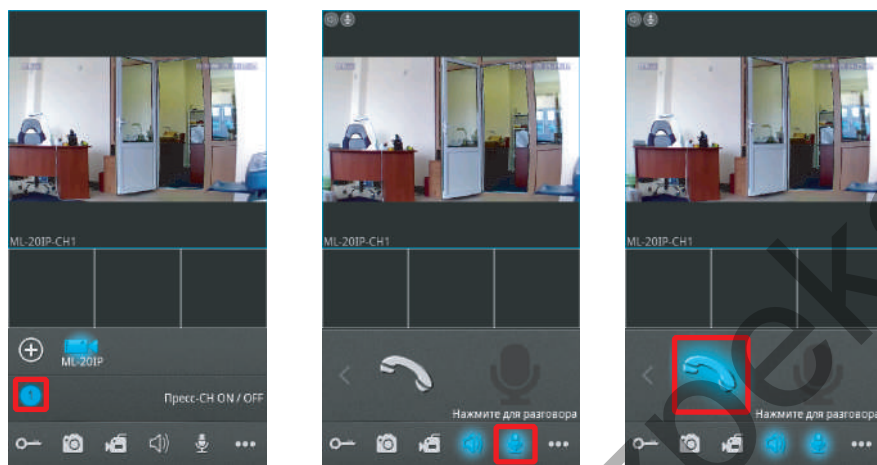 ML-20IP-CH1
ML-20IP
1
Пресс-CH ON / OFF
ML-20IP-CH1
Нажмите для разговора
ML-20IP-CH1
Нажмите для разговора